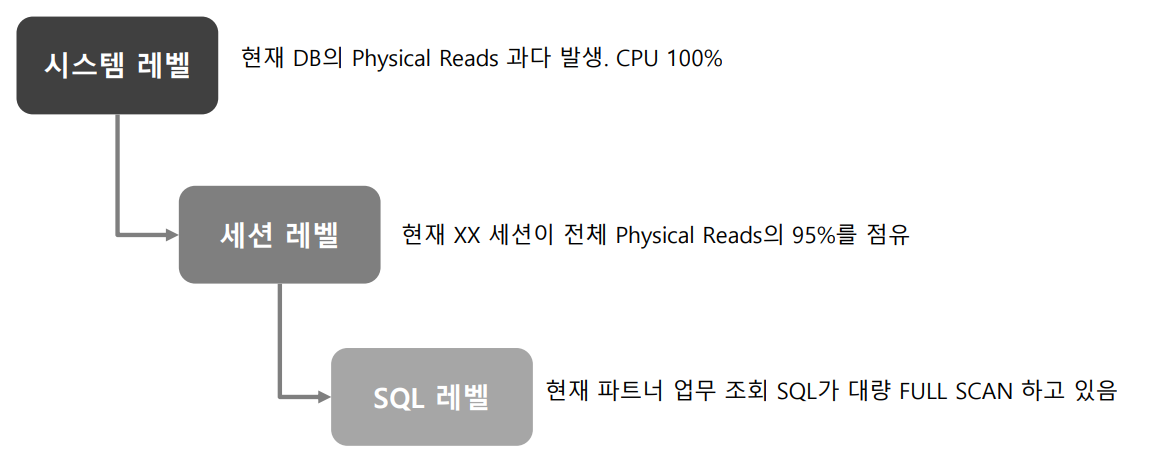 시스템 레벨
현재 DB의 Physical Reads 과다 발생. CPU 100%
세션 레벨
현재 XX 세션이 전체 Physical Reads의 95%를 점유
SQL 레벨
현재 파트너 업무 조회 SQL가 대량 FULL SCAN 하고 있음